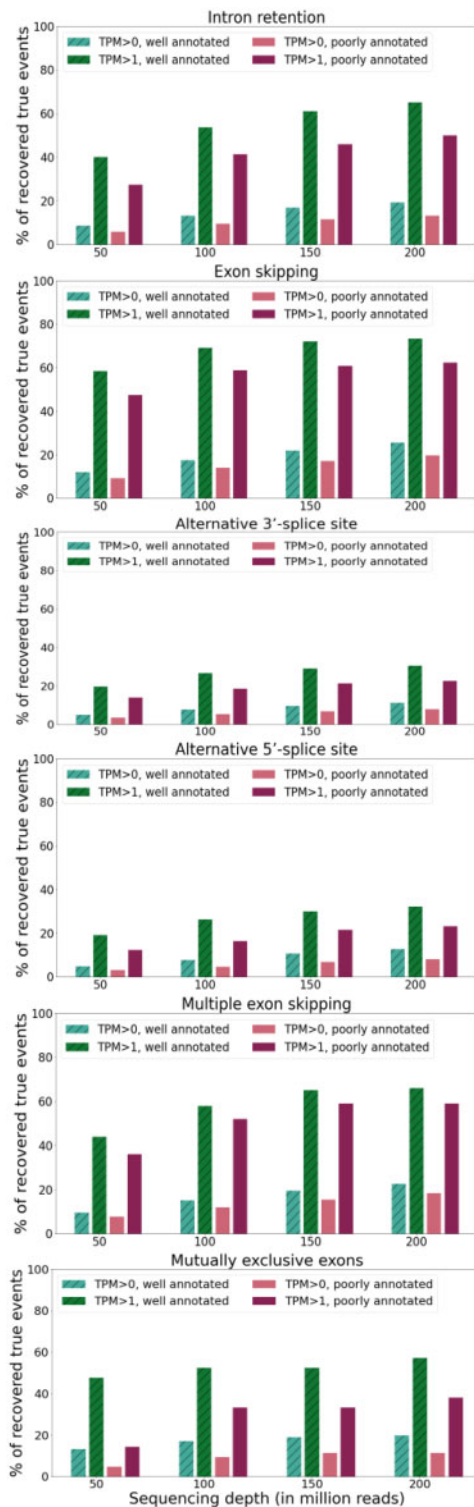 Intron retention
% of recovered true events
100
80
60
40
20
0
TPM>0, well annotated TPM>0, poorly annotated
TPM>1, well annotated TPM>1, poorly annotated
50 100 150 200
Exon skipping
% of recovered true events
100
80
60
40
20
0
TPM>0, well annotated TPM>0, poorly annotated
TPM>1, well annotated TPM>1, poorly annotated
50 100 150 200
Alternative 3’-splice site
% of recovered true events
100
80
60
40
20
0
TPM>0, well annotated TPM>0, poorly annotated
TPM>1, well annotated TPM>1, poorly annotated
50 100 150 200
Alternative 5’-splice site
% of recovered true events
100
80
60
40
20
0
TPM>0, well annotated TPM>0, poorly annotated
TPM>1, well annotated TPM>1, poorly annotated
50 100 150 200
Multiple exon skipping
% of recovered true events
100
80
60
40
20
0
TPM>0, well annotated TPM>0, poorly annotated
TPM>1, well annotated TPM>1, poorly annotated
50 100 150 200
Mutually exclusive exons
% of recovered true events
100
80
60
40
20
0
TPM>0, well annotated TPM>0, poorly annotated
TPM>1, well annotated TPM>1, poorly annotated
50 100 150 200
Sequencing depth (in million reads)